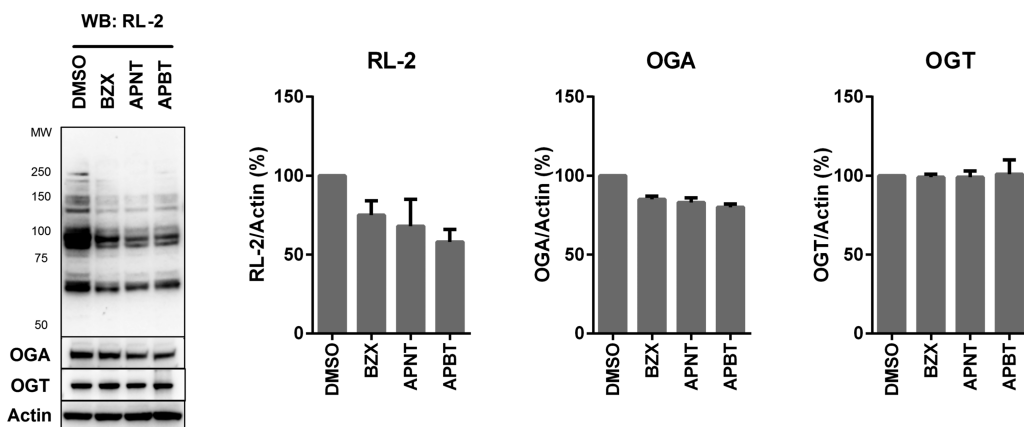 WB: RL-2
DMSO
BZX
APNT
APBT
MW
250
150
100
75
50
OGA
OGT
Actin
RL-2
RL-2/Actin (%)
150
100
50
0
DMSO
BZX
APNT
APBT
OGA
OGA/Actin (%)
150
100
50
0
DMSO
BZX
APNT
APBT
OGT
OGT/Actin (%)
150
100
50
0
DMSO
BZX
APNT
APBT